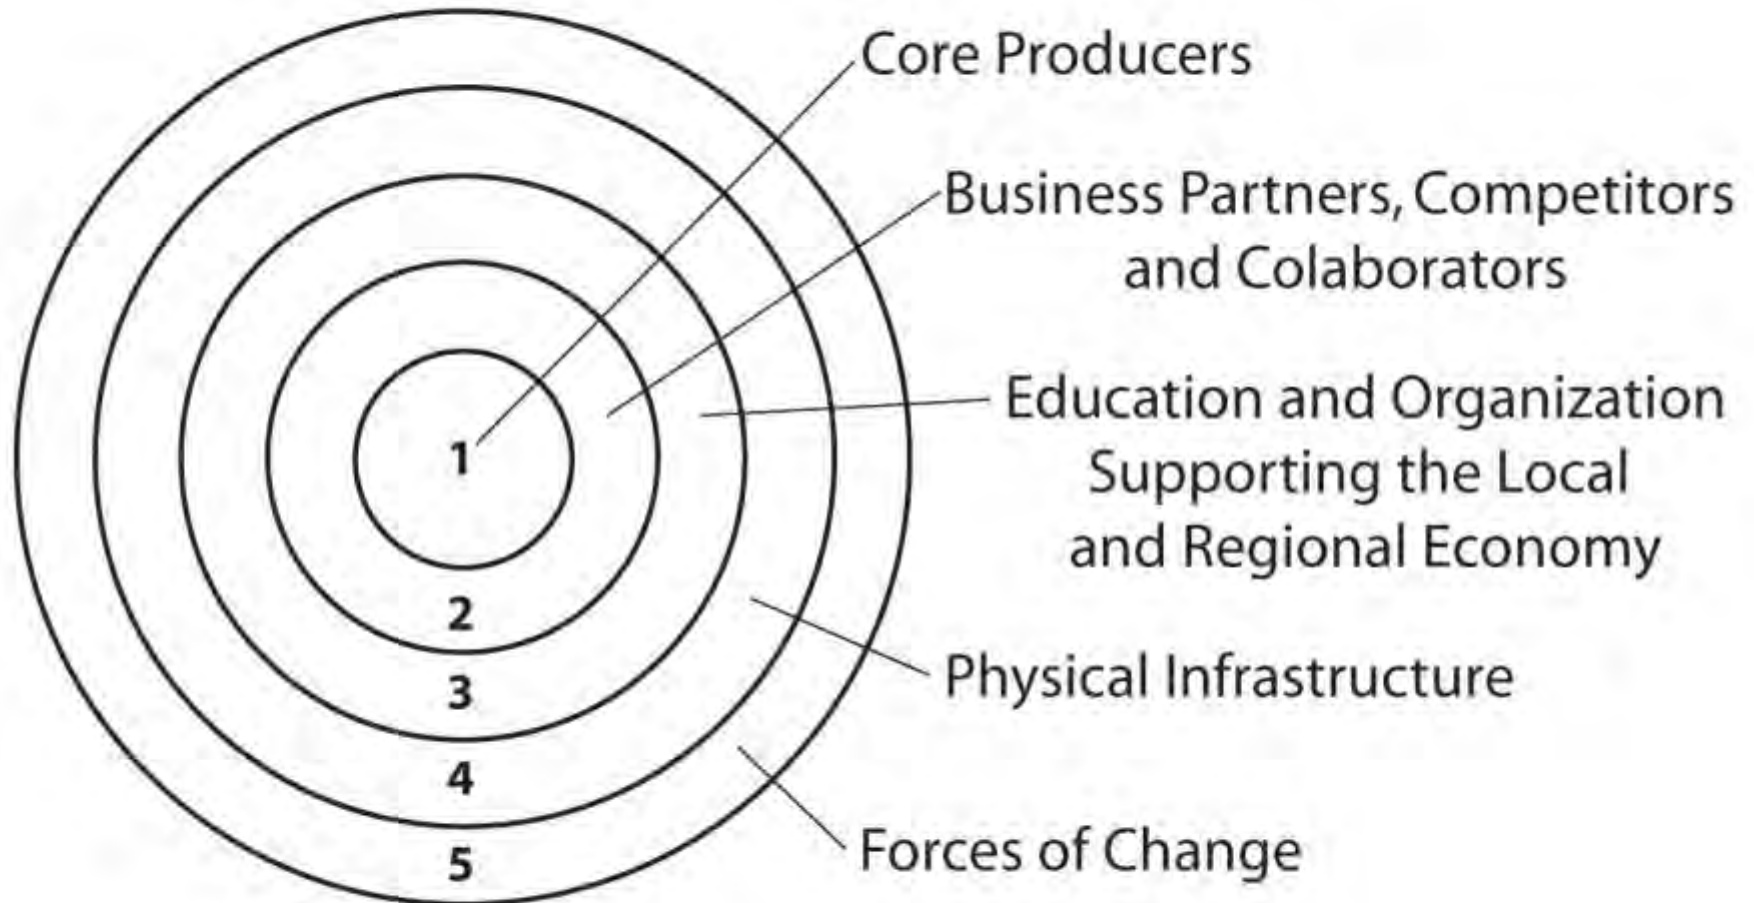 Core Producers
Business Partners, Competitors
and Colaborators
Education and Organization
Supporting the Local
and Regional Economy
Physical Infrastructure
Forces of Change
1
2
3
4
5